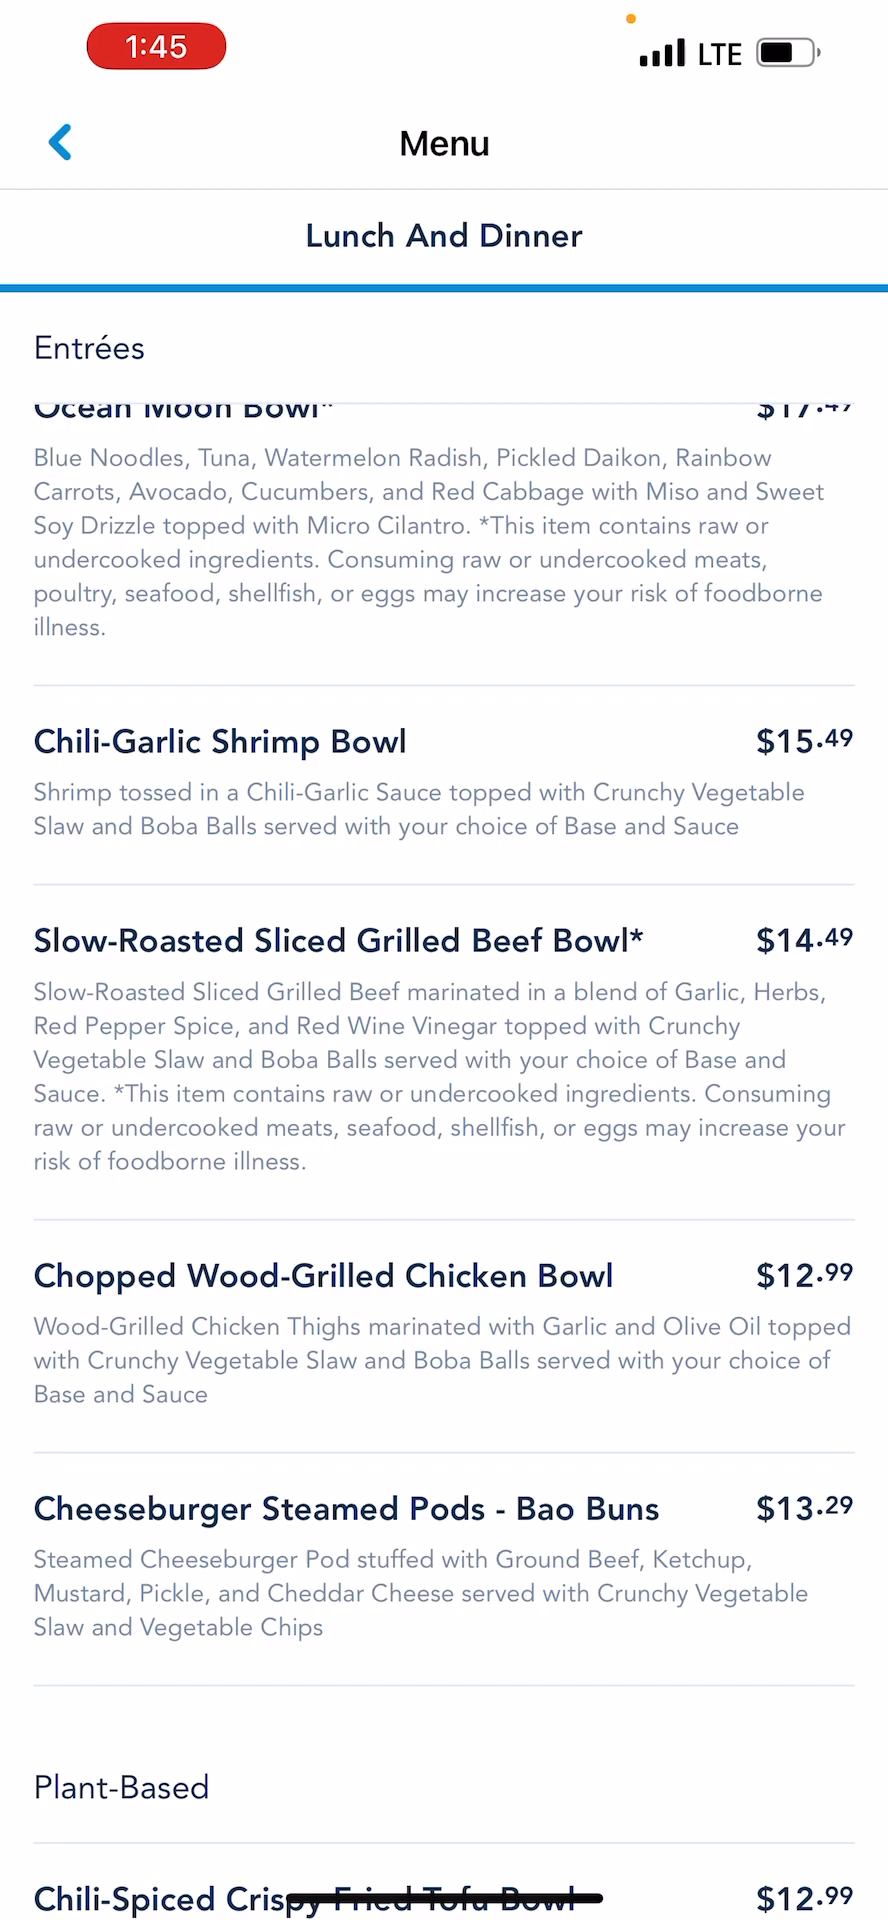 1:45
LTE
Menu
Lunch And Dinner
Entrées
Ocean Moon Bowl* $17.49
Blue Noodles, Tuna, Watermelon Radish, Pickled Daikon, Rainbow
Carrots, Avocado, Cucumbers, and Red Cabbage with Miso and Sweet
Soy Drizzle topped with Micro Cilantro. *This item contains raw or
undercooked ingredients. Consuming raw or undercooked meats,
poultry, seafood, shellfish, or eggs may increase your risk of foodborne
illness.
Chili-Garlic Shrimp Bowl $15.49
Shrimp tossed in a Chili-Garlic Sauce topped with Crunchy Vegetable
Slaw and Boba Balls served with your choice of Base and Sauce
Slow-Roasted Sliced Grilled Beef Bowl* $14.49
Slow-Roasted Sliced Grilled Beef marinated in a blend of Garlic, Herbs,
Red Pepper Spice, and Red Wine Vinegar topped with Crunchy
Vegetable Slaw and Boba Balls served with your choice of Base and
Sauce. *This item contains raw or undercooked ingredients. Consuming
raw or undercooked meats, seafood, shellfish, or eggs may increase your
risk of foodborne illness.
Chopped Wood-Grilled Chicken Bowl $12.99
Wood-Grilled Chicken Thighs marinated with Garlic and Olive Oil topped
with Crunchy Vegetable Slaw and Boba Balls served with your choice of
Base and Sauce
Cheeseburger Steamed Pods - Bao Buns $13.29
Steamed Cheeseburger Pod stuffed with Ground Beef, Ketchup,
Mustard, Pickle, and Cheddar Cheese served with Crunchy Vegetable
Slaw and Vegetable Chips
Plant-Based
Chili-Spiced Crispy Fried Tofu Bowl $12.99